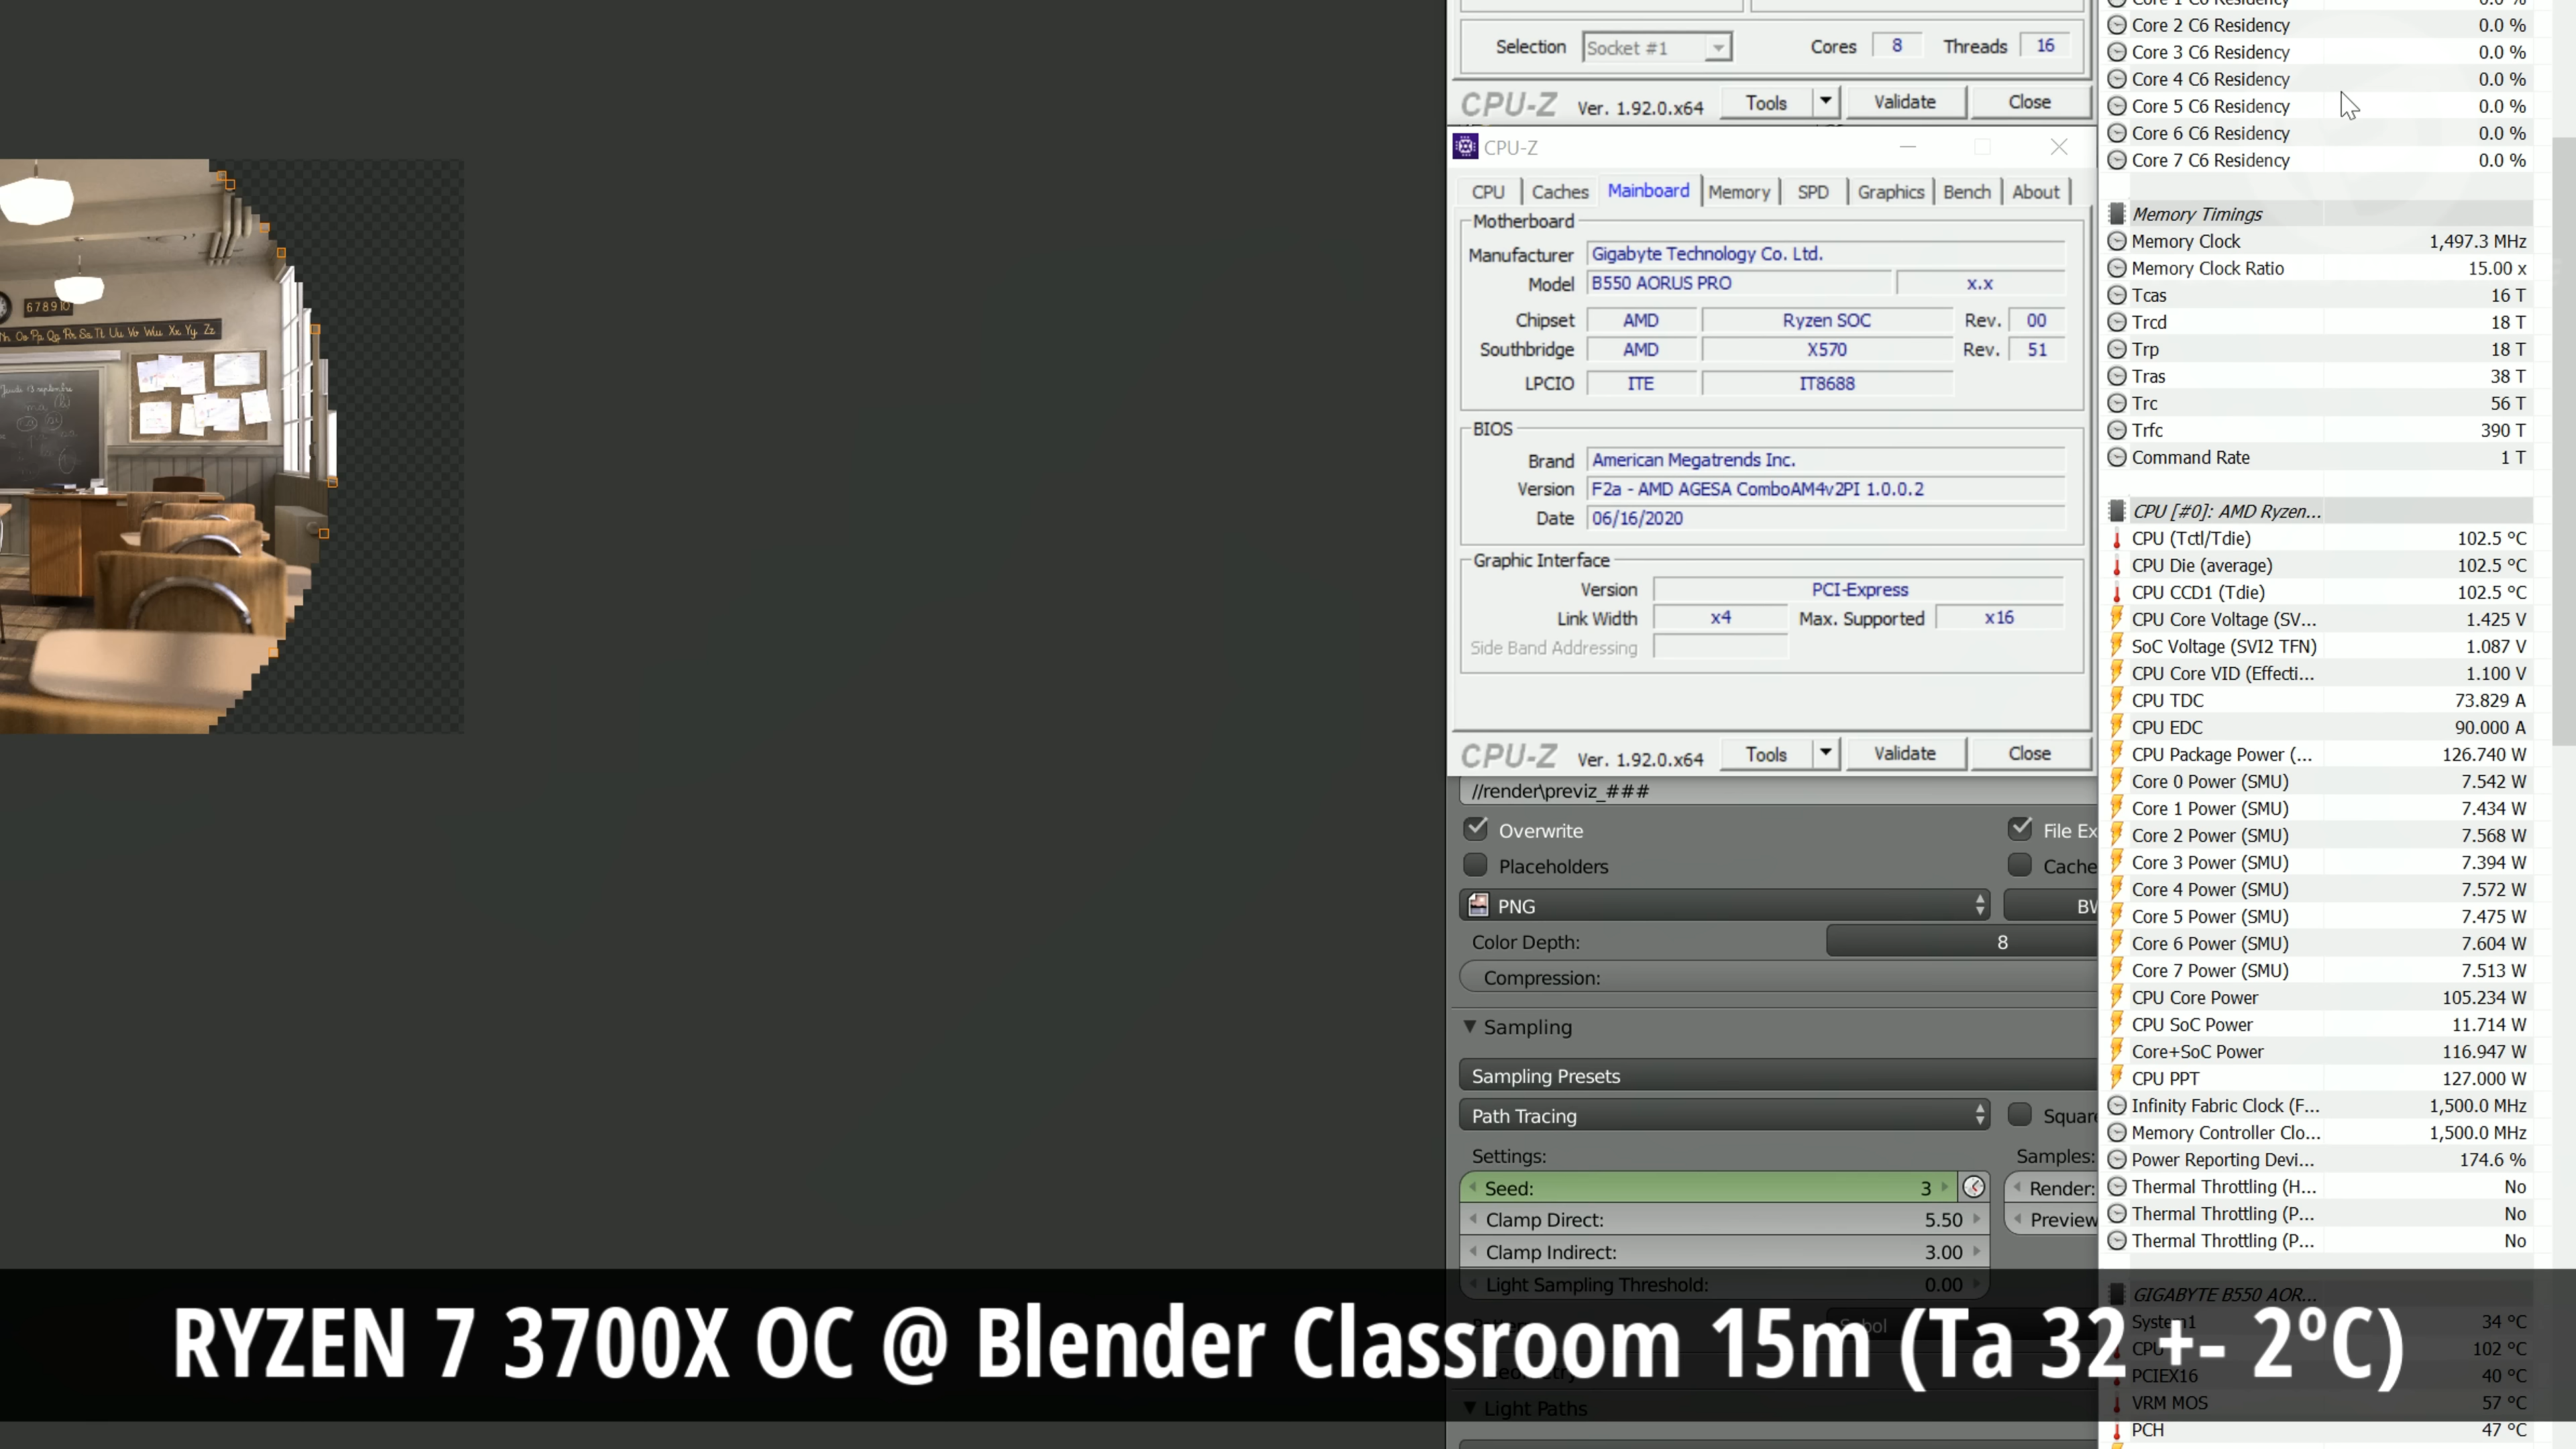 Selection Socket #1 Cores 8 Threads 16
CPU-Z Ver. 1.92.0.x64 Tools Validate Close
CPU-Z
CPU Caches Mainboard Memory SPD Graphics Bench About
Motherboard
Manufacturer Gigabyte Technology Co. Ltd.
Model B550 AORUS PRO x.x
Chipset AMD Ryzen SOC Rev. 00
Southbridge AMD X570 Rev. 51
LPCIO ITE IT8688
BIOS
Brand American Megatrends Inc.
Version F2a - AMD AGESA ComboAM4v2PI 1.0.0.2
Date 06/16/2020
Graphic Interface
Version PCI-Express
Link Width x4 Max. Supported x16
Side Band Addressing
CPU-Z Ver. 1.92.0.x64 Tools Validate Close
//render\previz_###
Overwrite File Ex
Placeholders Cache
PNG BW
Color Depth: 8
Compression:
Sampling
Sampling Presets
Path Tracing Square
Settings: Samples:
Seed: 3 Render:
Clamp Direct: 5.50 Preview
Clamp Indirect: 3.00
Light Sampling Threshold: 0.00
Light Paths
Core 1 C6 Residency 0.0 %
Core 2 C6 Residency 0.0 %
Core 3 C6 Residency 0.0 %
Core 4 C6 Residency 0.0 %
Core 5 C6 Residency 0.0 %
Core 6 C6 Residency 0.0 %
Core 7 C6 Residency 0.0 %
Memory Timings
Memory Clock 1,497.3 MHz
Memory Clock Ratio 15.00 x
Tcas 16 T
Trcd 18 T
Trp 18 T
Tras 38 T
Trc 56 T
Trfc 390 T
Command Rate 1 T
CPU [#0]: AMD Ryzen...
CPU (Tctl/Tdie) 102.5 °C
CPU Die (average) 102.5 °C
CPU CCD1 (Tdie) 102.5 °C
CPU Core Voltage (SV... 1.425 V
SoC Voltage (SVI2 TFN) 1.087 V
CPU Core VID (Effecti... 1.100 V
CPU TDC 73.829 A
CPU EDC 90.000 A
CPU Package Power (... 126.740 W
Core 0 Power (SMU) 7.542 W
Core 1 Power (SMU) 7.434 W
Core 2 Power (SMU) 7.568 W
Core 3 Power (SMU) 7.394 W
Core 4 Power (SMU) 7.572 W
Core 5 Power (SMU) 7.475 W
Core 6 Power (SMU) 7.604 W
Core 7 Power (SMU) 7.513 W
CPU Core Power 105.234 W
CPU SoC Power 11.714 W
Core+SoC Power 116.947 W
CPU PPT 127.000 W
Infinity Fabric Clock (F... 1,500.0 MHz
Memory Controller Clo... 1,500.0 MHz
Power Reporting Devi... 174.6 %
Thermal Throttling (H... No
Thermal Throttling (P... No
Thermal Throttling (P... No
GIGABYTE B550 AOR...
System1 34 °C
CPU 102 °C
PCIEX16 40 °C
VRM MOS 57 °C
PCH 47 °C
RYZEN 7 3700X OC @ Blender Classroom 15m (Ta 32 +- 2ºC)